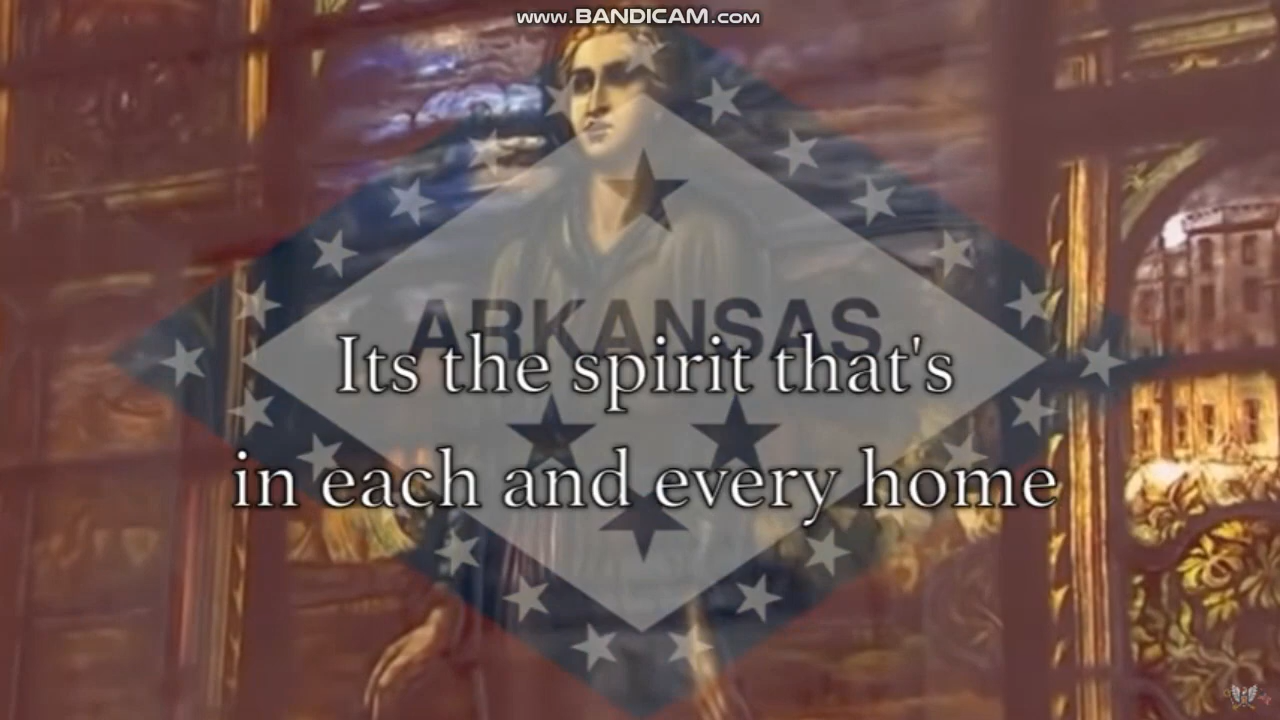 www.BANDICAM.com
ARKANSAS
Its the spirit that's
in each and every home